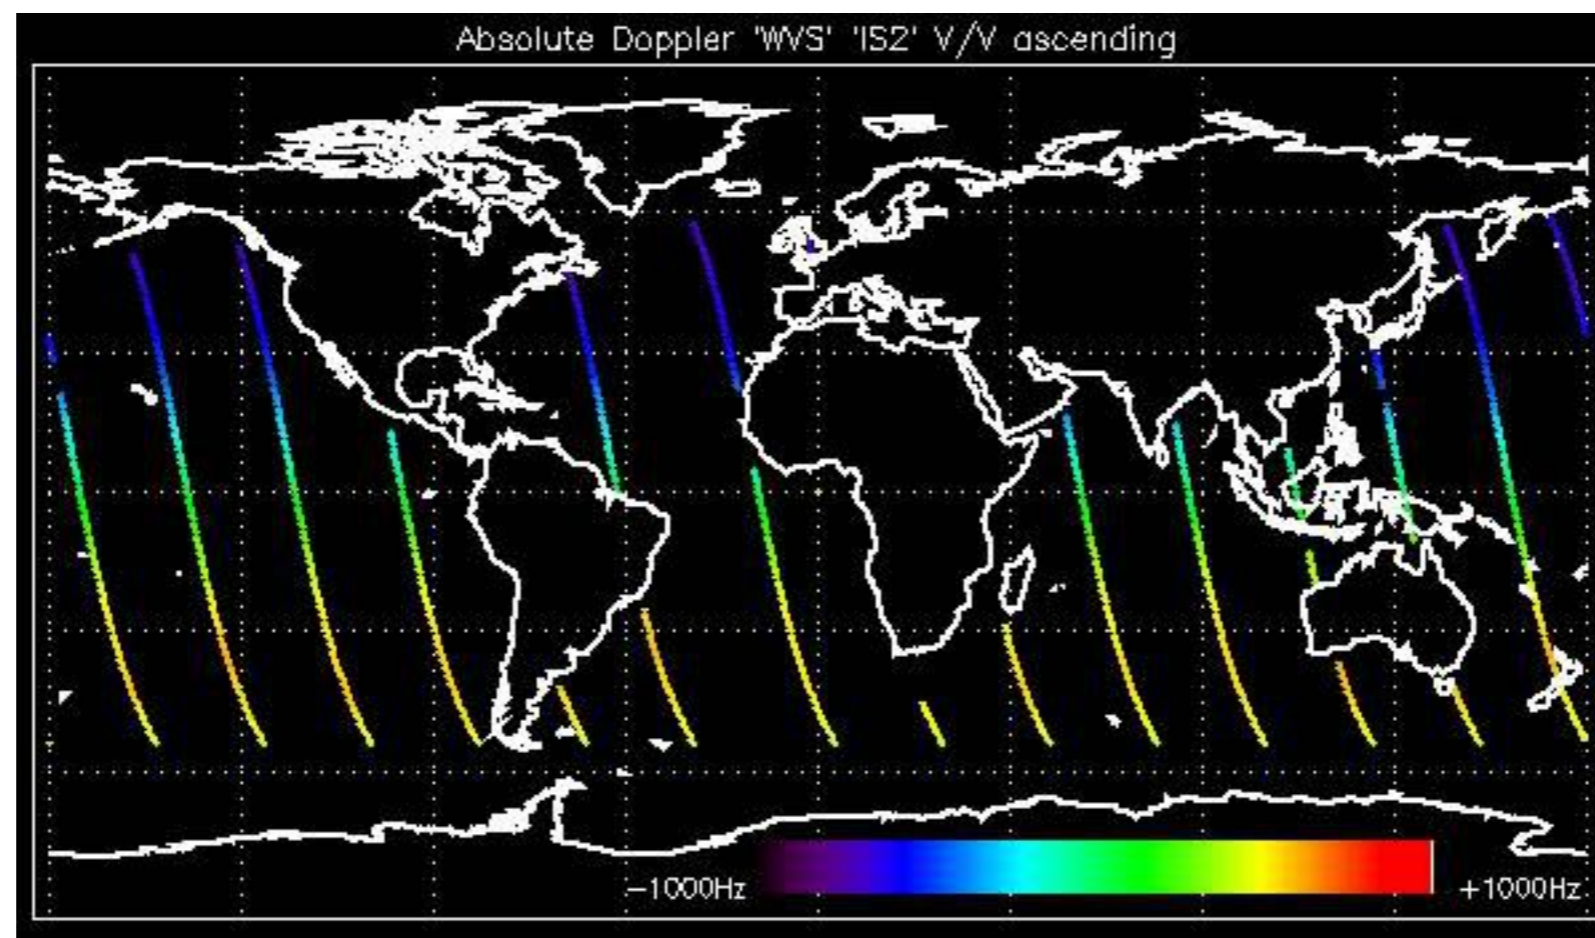 Absolute Doppler 'WVS' 'IS2' V/V ascending
−1000Hz +1000Hz